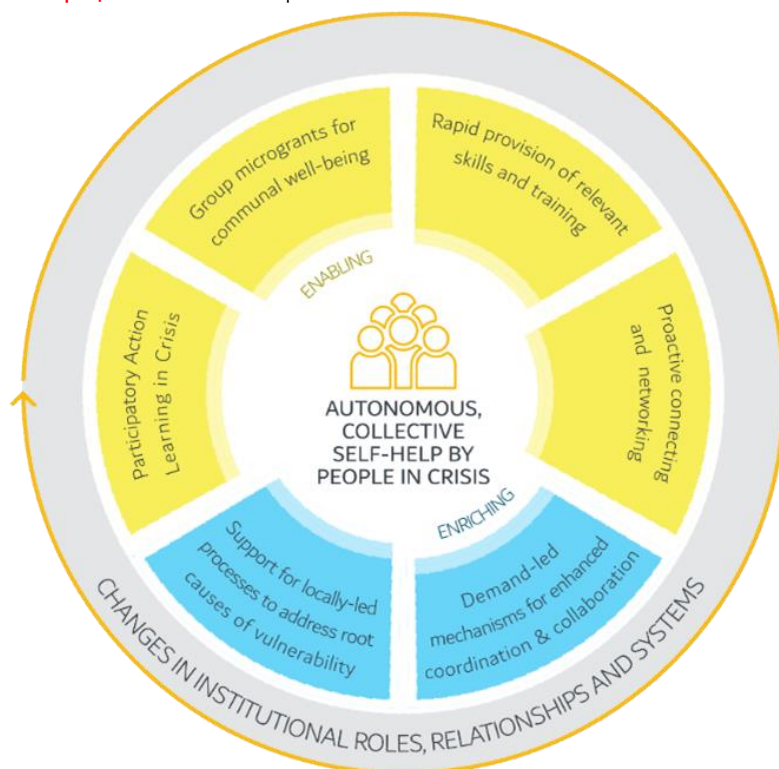 Group microgrants for
communal well-being
Rapid provision of relevant
skills and training
Proactive connecting
and networking
Demand-led
mechanisms for enhanced
coordination & collaboration
Support for locally-led
processes to address root
causes of vulnerability
Participatory Action
Learning in Crisis
ENABLING
AUTONOMOUS,
COLLECTIVE
SELF-HELP BY
PEOPLE IN CRISIS
ENRICHING
CHANGES IN INSTITUTIONAL ROLES, RELATIONSHIPS AND SYSTEMS